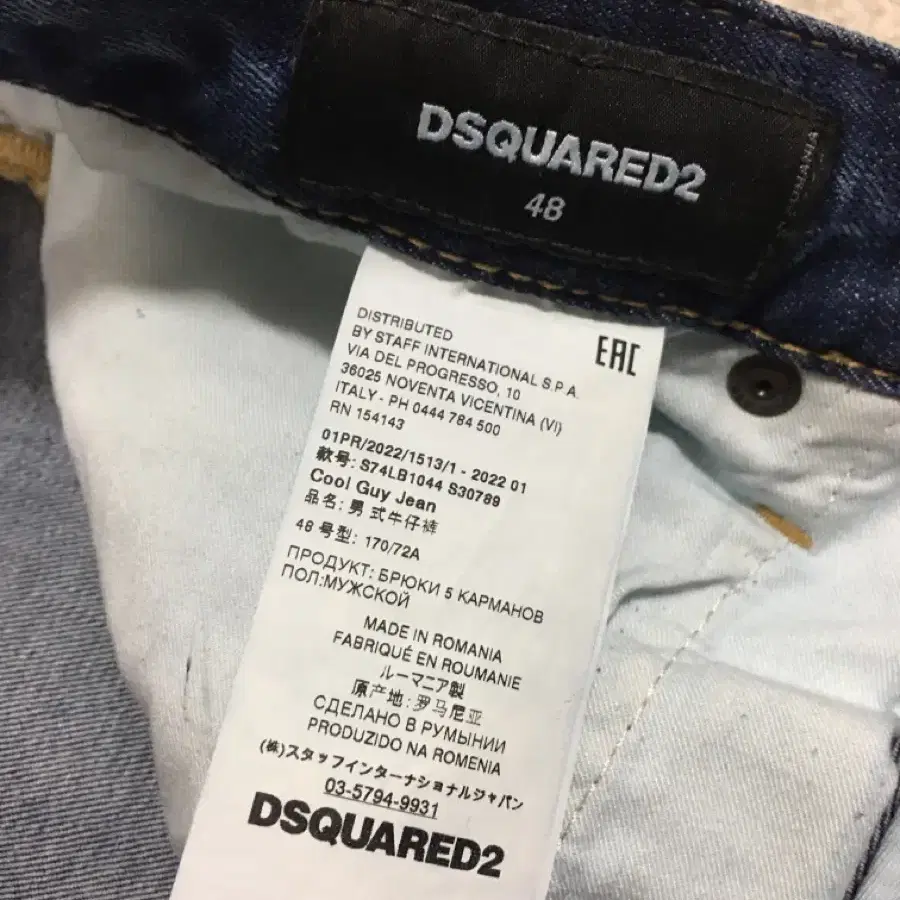 DSQUARED2
48
DISTRIBUTED
BY STAFF INTERNATIONAL S.P.A.
VIA DEL PROGRESSO, 10
36025 NOVENTA VICENTINA (VI)
ITALY - PH 0444 784 500
RN 154143
EAC
01PR/2022/1513/1 - 2022 01
款号: S74LB1044 S30789
Cool Guy Jean
品名: 男式牛仔裤
48 号型: 170/72A
ПРОДУКТ: БРЮКИ 5 КАРМАНОВ
ПОЛ:МУЖСКОЙ
MADE IN ROMANIA
FABRIQUÉ EN ROUMANIE
ルーマニア製
原产地: 罗马尼亚
СДЕЛАНО В РУМЫНИИ
PRODUZIDO NA ROMENIA
(株)スタッフインターナショナルジャパン
03-5794-9931
DSQUARED2